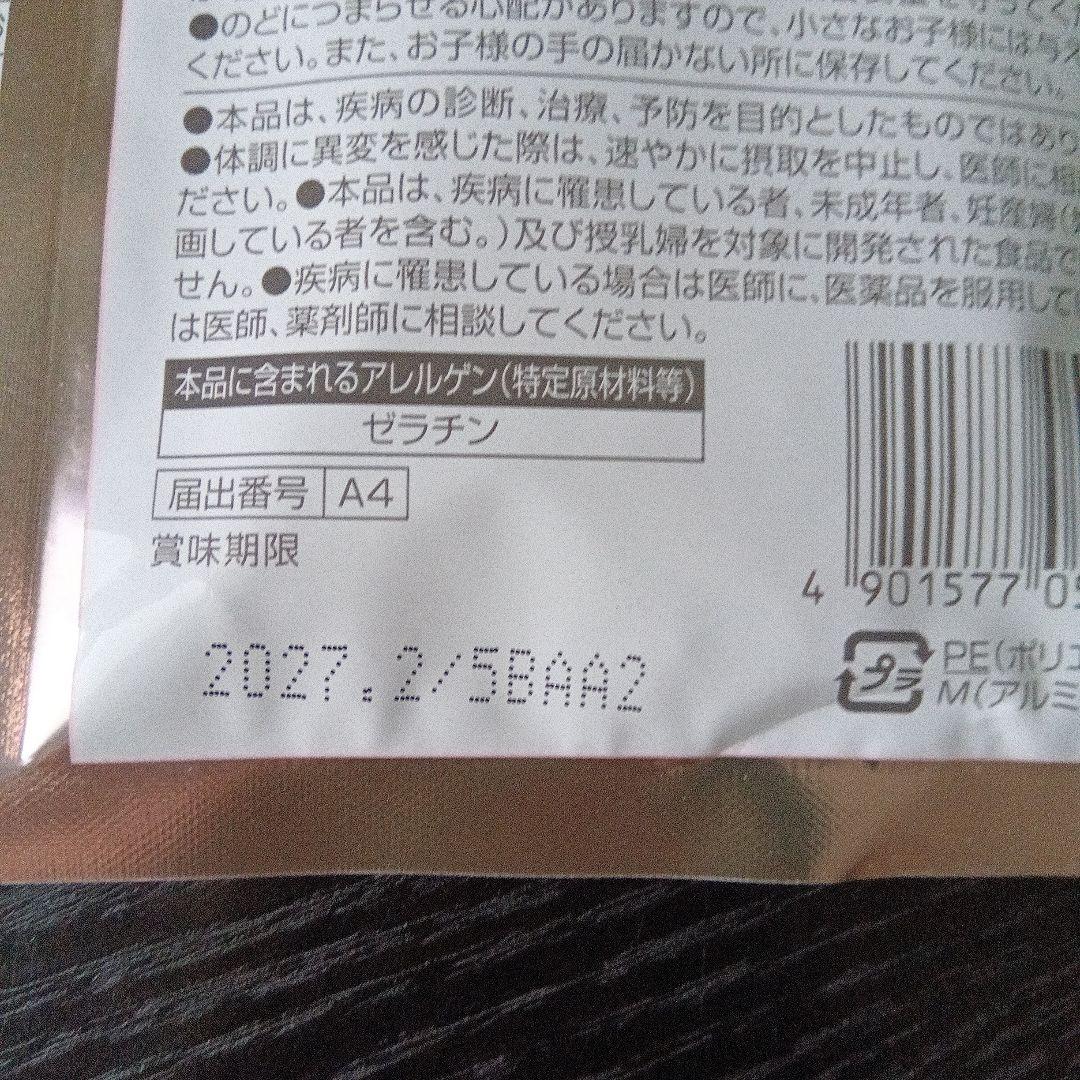 ●のどにつまらせる心配がありますので、小さなお子様には与え
ください。また、お子様の手の届かない所に保存してください。
●本品は、疾病の診断、治療、予防を目的としたものではあり
●体調に異変を感じた際は、速やかに摂取を中止し、医師に相
ださい。●本品は、疾病に罹患している者、未成年者、妊産婦(
画している者を含む。)及び授乳婦を対象に開発された食品で
せん。●疾病に罹患している場合は医師に、医薬品を服用して
は医師、薬剤師に相談してください。
本品に含まれるアレルゲン(特定原材料等)
ゼラチン
届出番号 A4
賞味期限
2027.2/5BAA2
4 901577 05
プラ
PE(ポリエ
M(アルミ